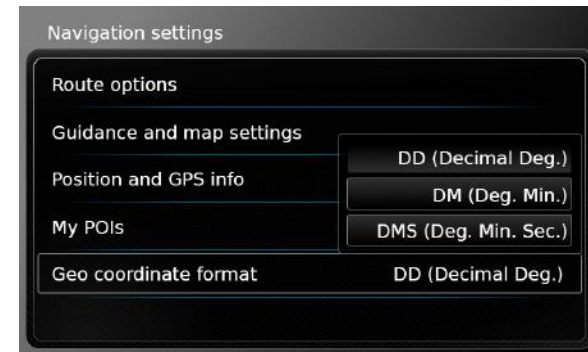 Navigation settings
Route options
Guidance and map settings
DD (Decimal Deg.)
Position and GPS info
DM (Deg. Min.)
My POIs
DMS (Deg. Min. Sec.)
Geo coordinate format DD (Decimal Deg.)